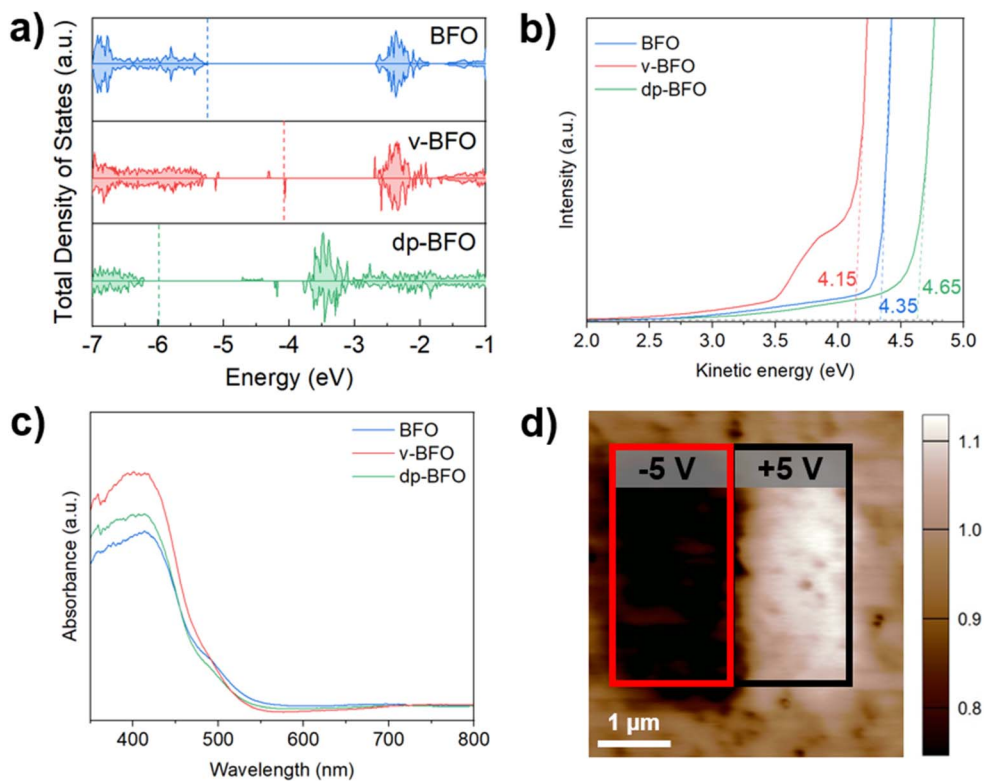 a)
Total Density of States (a.u.)
BFO
v-BFO
dp-BFO
-7 -6 -5 -4 -3 -2 -1
Energy (eV)
b)
Intensity (a.u.)
BFO
v-BFO
dp-BFO
4.15
4.35
4.65
2.0 2.5 3.0 3.5 4.0 4.5 5.0
Kinetic energy (eV)
c)
Absorbance (a.u.)
BFO
v-BFO
dp-BFO
400 500 600 700 800
Wavelength (nm)
d)
-5 V
+5 V
1 μm
1.1
1.0
0.9
0.8